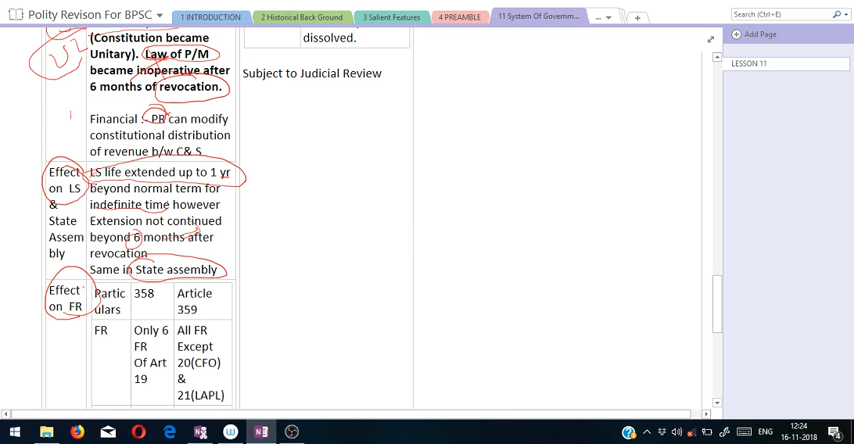 Polity Revison For BPSC
1 INTRODUCTION
2 Historical Back Ground
3 Salient Features
4 PREAMBLE
11 System Of Governm...
...
Search (Ctrl+E)
Add Page
LESSON 11
(Constitution became
Unitary). Law of P/M
became inoperative after
6 months of revocation.
Financial :- PR can modify
constitutional distribution
of revenue b/w C& S
dissolved.
Subject to Judicial Review
Effect
on LS
&
State
Assem
bly
LS life extended up to 1 yr
beyond normal term for
indefinite time however
Extension not continued
beyond 6 months after
revocation
Same in State assembly
Effect
on FR
Partic
ulars
358
Article
359
FR
Only 6
FR
Of Art
19
All FR
Except
20(CFO)
&
21(LAPL)
ENG
12:24
16-11-2018
4